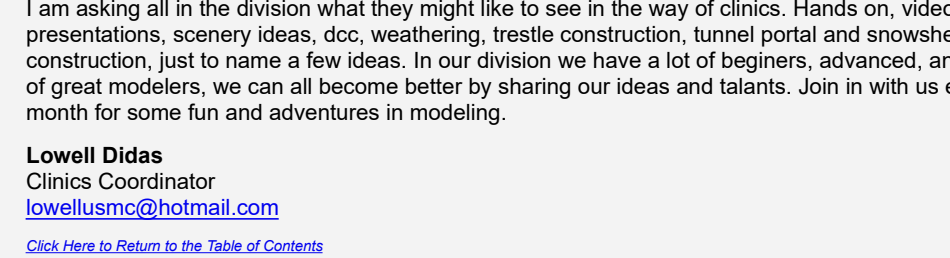 I am asking all in the division what they might like to see in the way of clinics. Hands on, video
presentations, scenery ideas, dcc, weathering, trestle construction, tunnel portal and snowshe
construction, just to name a few ideas. In our division we have a lot of beginers, advanced, an
of great modelers, we can all become better by sharing our ideas and talants. Join in with us e
month for some fun and adventures in modeling.
Lowell Didas
Clinics Coordinator
lowellusmc@hotmail.com
Click Here to Return to the Table of Contents